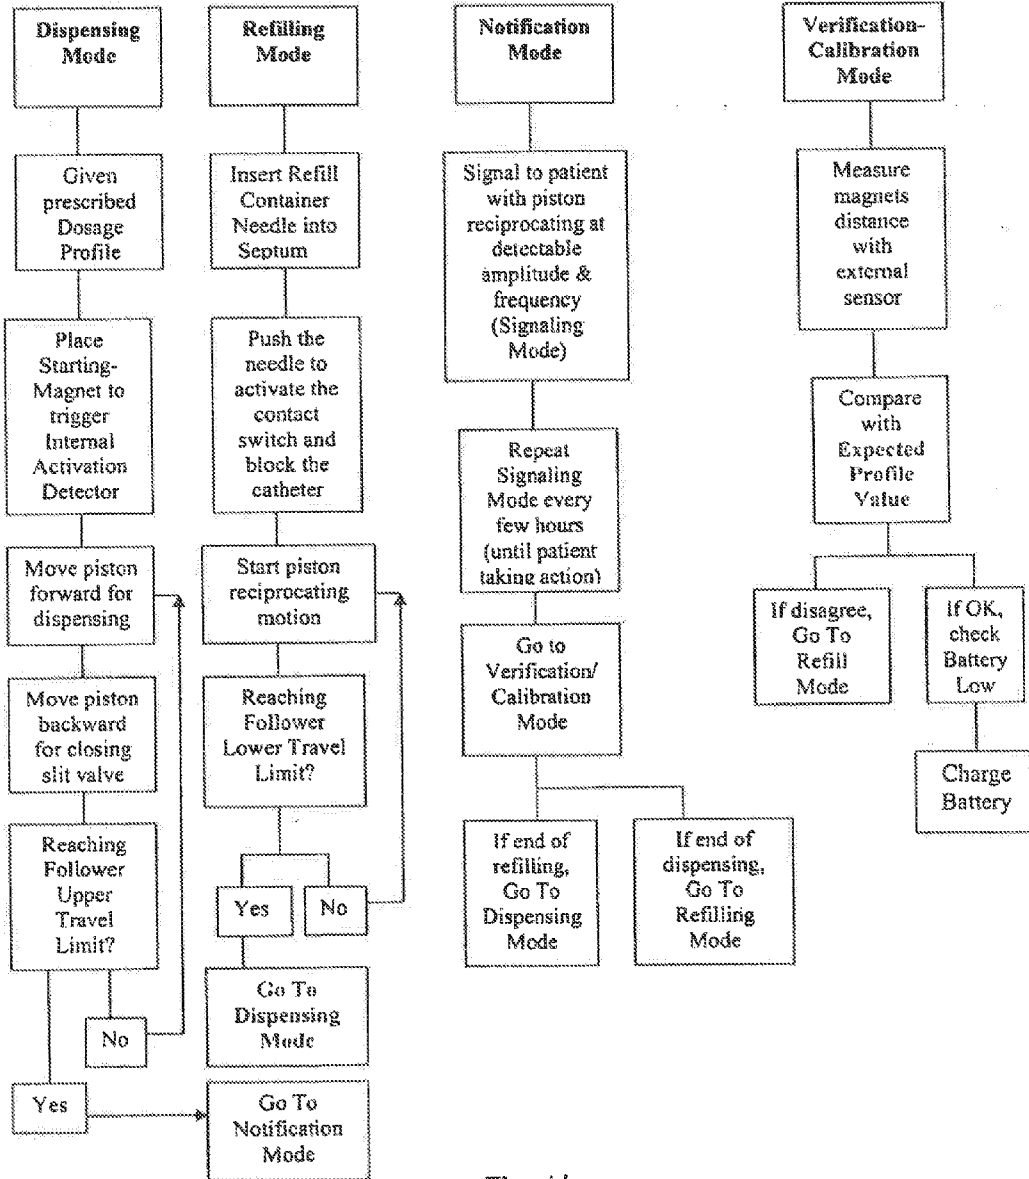 Dispensing
Mode
Given
prescribed
Dosage
Profile
Place
Starting-
Magnet to
trigger
Internal
Activation
Detector
Move piston
forward for
dispensing
Move piston
backward
for closing
slit valve
Reaching
Follower
Upper
Travel
Limit?
No
Yes
Refilling
Mode
Insert Refill
Container
Needle into
Septum
Push the
needle to
activate the
contact
switch and
block the
catheter
Start piston
reciprocating
motion
Reaching
Follower
Lower Travel
Limit?
Yes
No
Go To
Dispensing
Mode
Go To
Notification
Mode
Notification
Mode
Signal to patient
with piston
reciprocating at
detectable
amplitude &
frequency
(Signaling
Mode)
Repeat
Signaling
Mode every
few hours
(until patient
taking action)
Go to
Verification/
Calibration
Mode
If end of
refilling,
Go To
Dispensing
Mode
If end of
dispensing,
Go To
Refilling
Mode
Verification-
Calibration
Mode
Measure
magnets
distance
with
external
sensor
Compare
with
Expected
Profile
Value
If disagree,
Go To
Refill
Mode
If OK,
check
Battery
Low
Charge
Battery